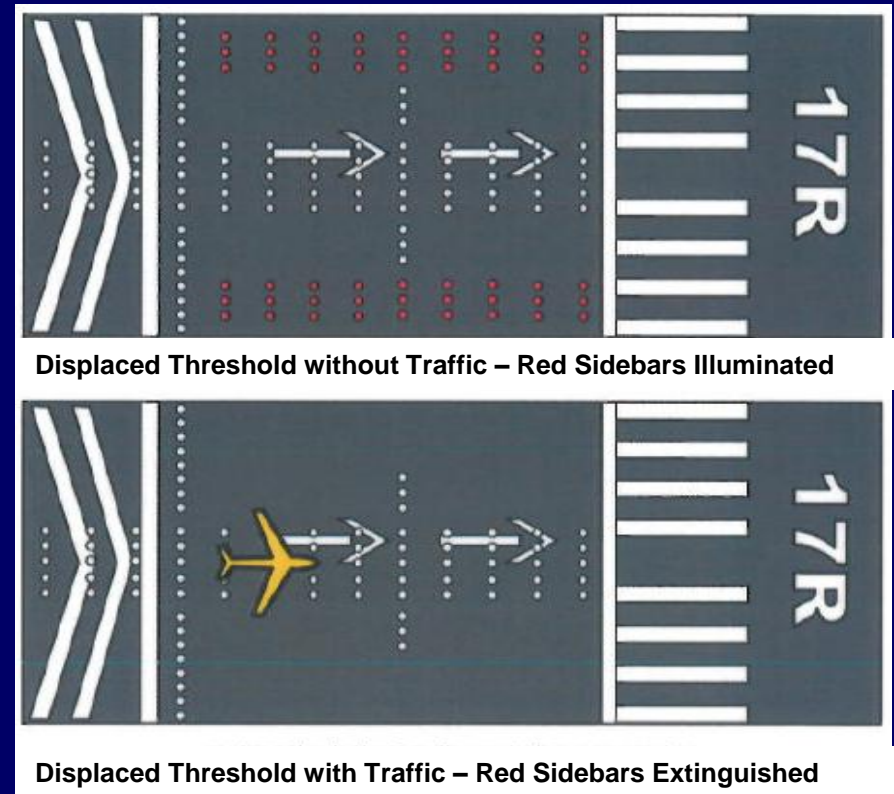 17R
Displaced Threshold without Traffic – Red Sidebars Illuminated
17R
Displaced Threshold with Traffic – Red Sidebars Extinguished